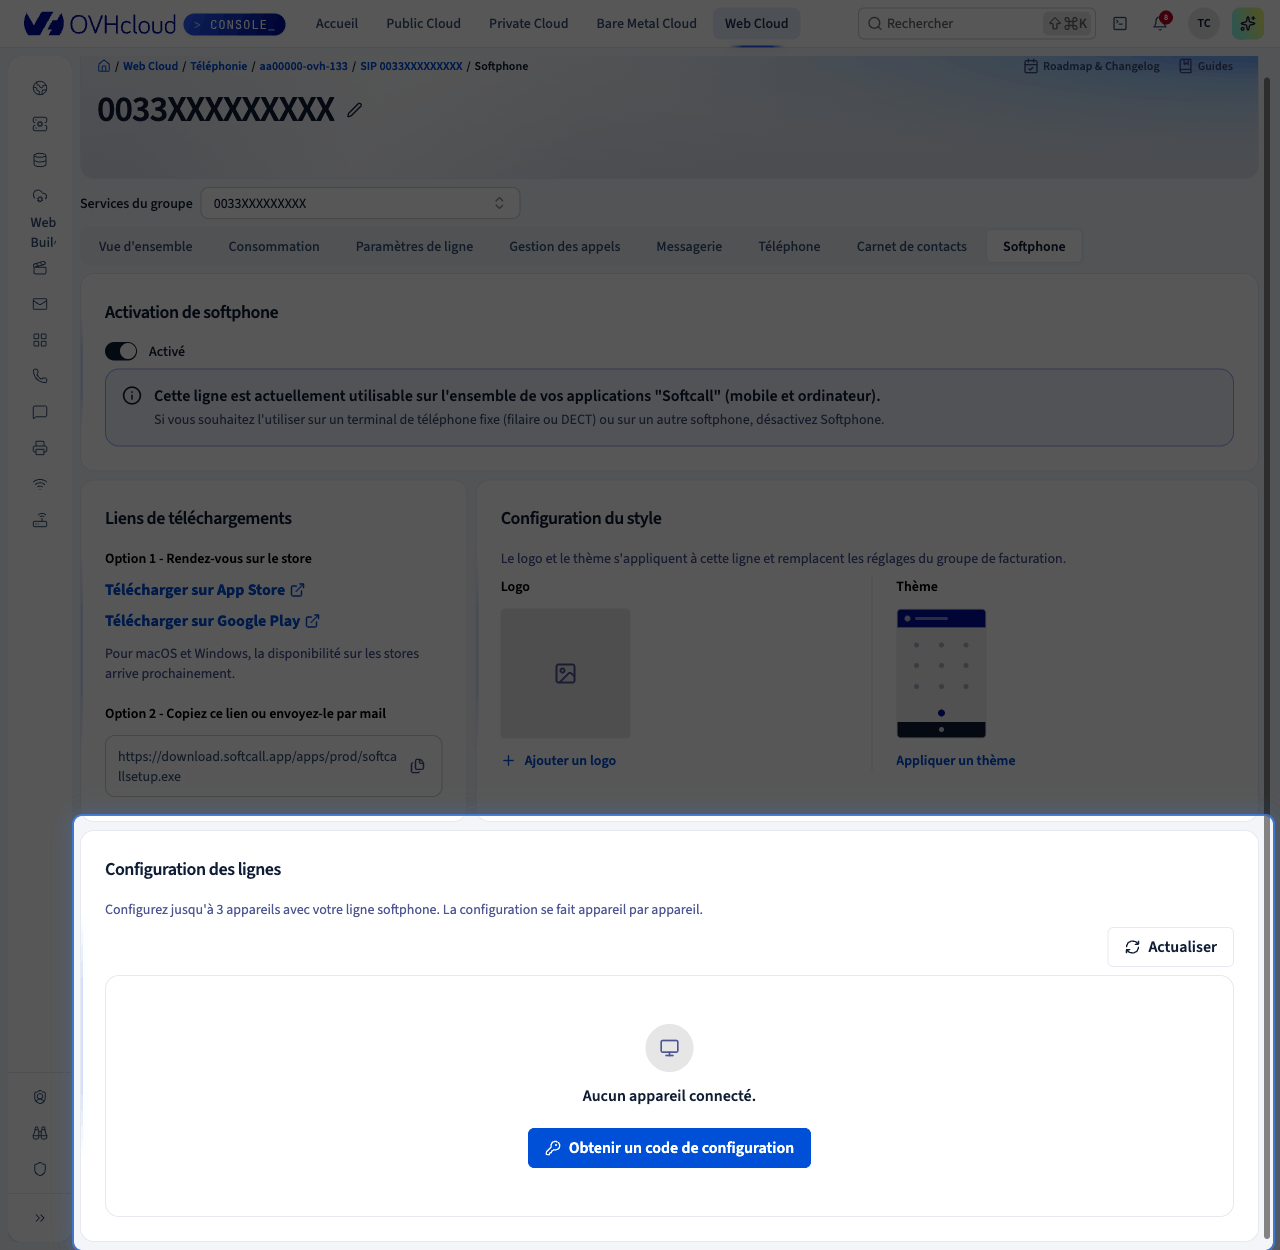 OVHcloud > CONSOLE_ Accueil Public Cloud Private Cloud Bare Metal Cloud Web Cloud Rechercher ⇧⌘K 8 TC
/ Web Cloud / Téléphonie / aa00000-ovh-133 / SIP 0033XXXXXXXXX / Softphone Roadmap & Changelog Guides
0033XXXXXXXXX
Services du groupe 0033XXXXXXXXX
Web
Buil
Vue d'ensemble Consommation Paramètres de ligne Gestion des appels Messagerie Téléphone Carnet de contacts Softphone
Activation de softphone
Activé
Cette ligne est actuellement utilisable sur l'ensemble de vos applications "Softcall" (mobile et ordinateur).
Si vous souhaitez l'utiliser sur un terminal de téléphone fixe (filaire ou DECT) ou sur un autre softphone, désactivez Softphone.
Liens de téléchargements
Option 1 - Rendez-vous sur le store
Télécharger sur App Store
Télécharger sur Google Play
Pour macOS et Windows, la disponibilité sur les stores
arrive prochainement.
Option 2 - Copiez ce lien ou envoyez-le par mail
https://download.softcall.app/apps/prod/softca
llsetup.exe
Configuration du style
Le logo et le thème s'appliquent à cette ligne et remplacent les réglages du groupe de facturation.
Logo
Ajouter un logo
Thème
Appliquer un thème
Configuration des lignes
Configurez jusqu'à 3 appareils avec votre ligne softphone. La configuration se fait appareil par appareil.
Actualiser
Aucun appareil connecté.
Obtenir un code de configuration